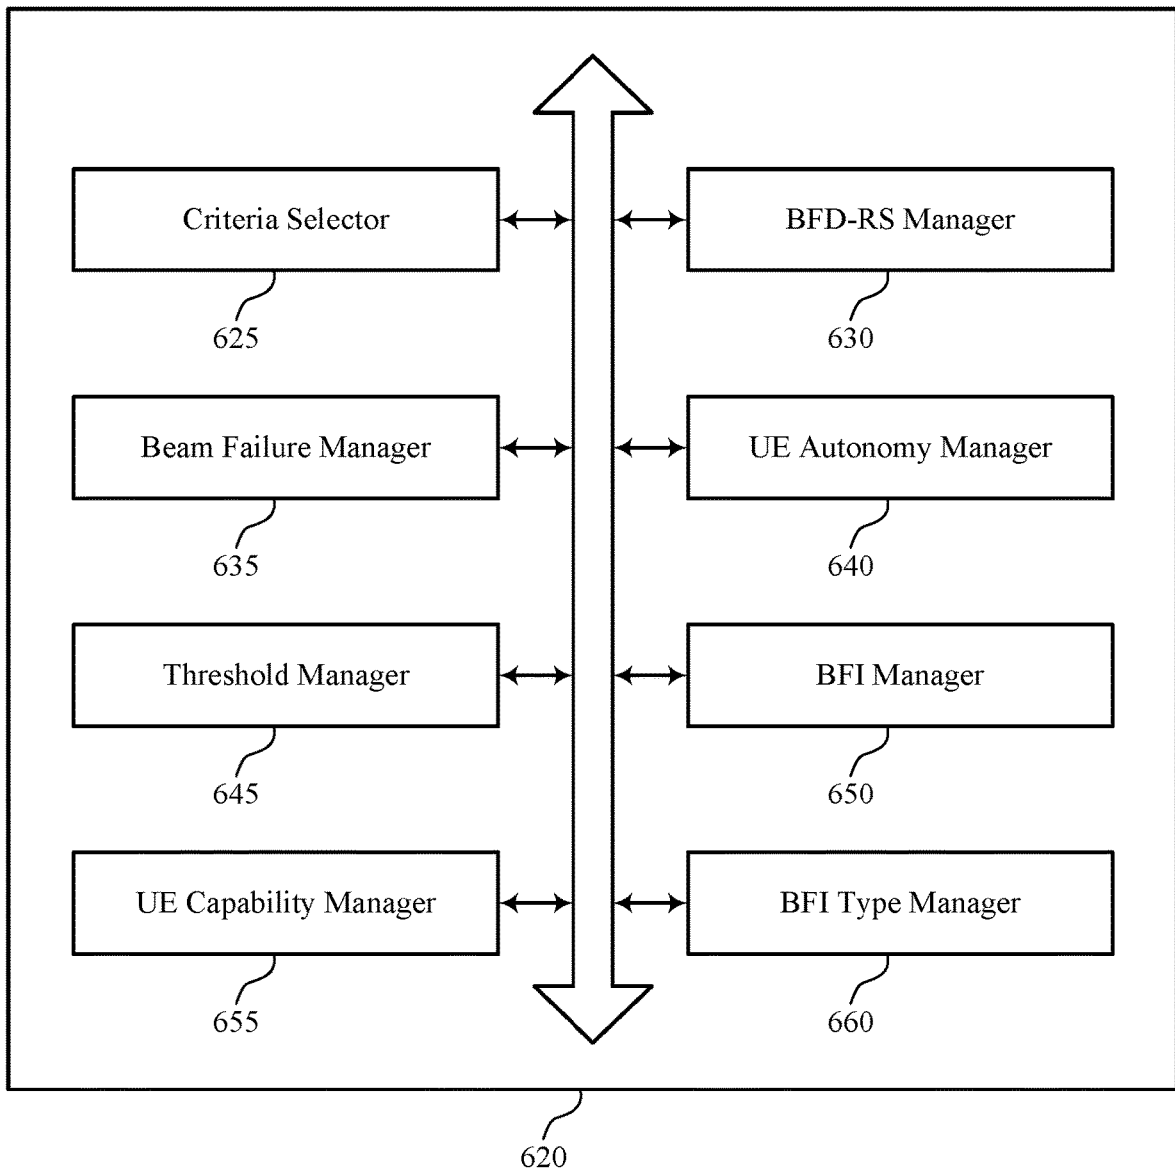 Criteria Selector
BFD-RS Manager
625
630
Beam Failure Manager
UE Autonomy Manager
635
640
Threshold Manager
BFI Manager
645
650
UE Capability Manager
BFI Type Manager
655
660
620